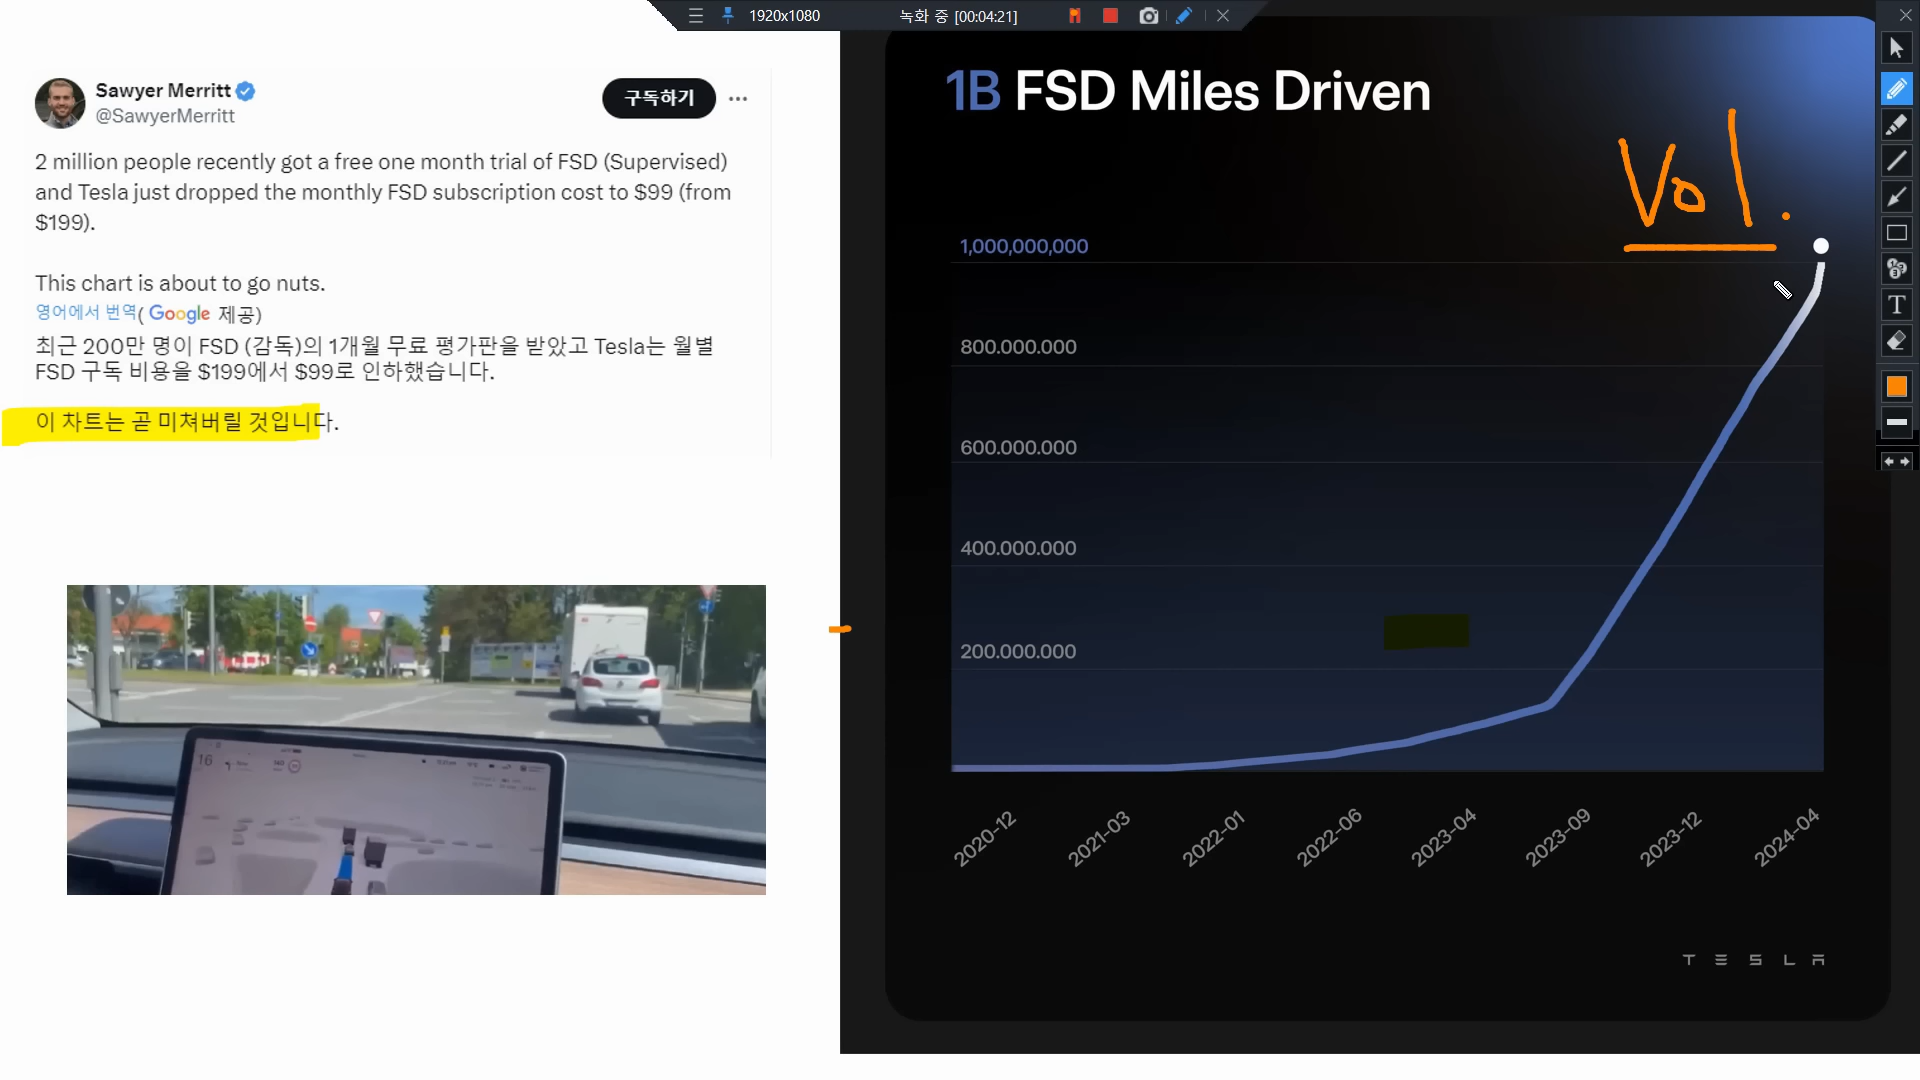 1920x1080
녹화 중 [00:04:21]
Sawyer Merritt
@SawyerMerritt
구독하기
2 million people recently got a free one month trial of FSD (Supervised)
and Tesla just dropped the monthly FSD subscription cost to $99 (from
$199).
This chart is about to go nuts.
영어에서 번역( Google 제공)
최근 200만 명이 FSD (감독)의 1개월 무료 평가판을 받았고 Tesla는 월별
FSD 구독 비용을 $199에서 $99로 인하했습니다.
이 차트는 곧 미쳐버릴 것입니다.
16
140
1B FSD Miles Driven
Vol.
1,000,000,000
800.000.000
600.000.000
400.000.000
200.000.000
2020-12
2021-03
2022-01
2022-06
2023-04
2023-09
2023-12
2024-04
TESLA
T